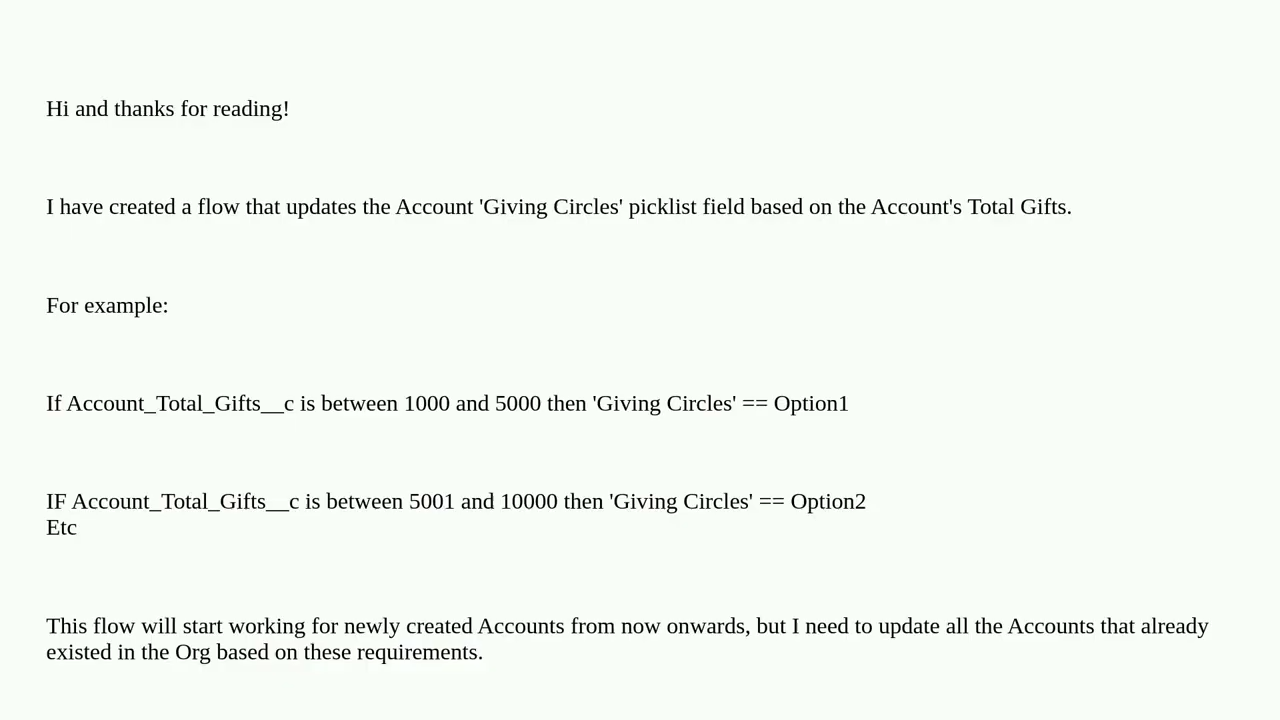 Hi and thanks for reading!
I have created a flow that updates the Account 'Giving Circles' picklist field based on the Account's Total Gifts.
For example:
If Account_Total_Gifts__c is between 1000 and 5000 then 'Giving Circles' == Option1
IF Account_Total_Gifts__c is between 5001 and 10000 then 'Giving Circles' == Option2
Etc
This flow will start working for newly created Accounts from now onwards, but I need to update all the Accounts that already
existed in the Org based on these requirements.